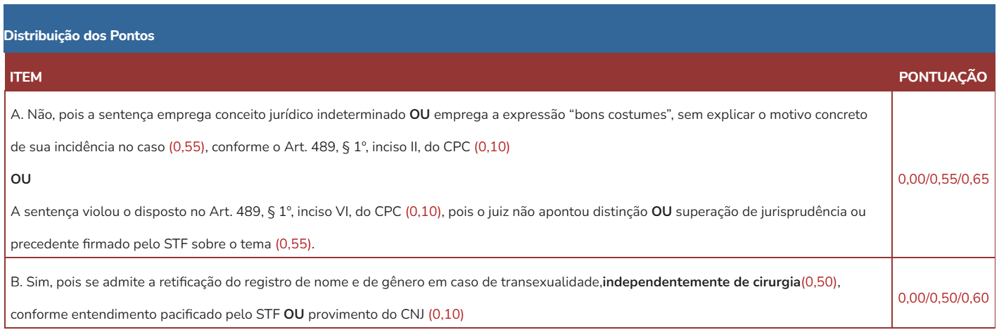 Distribuição dos Pontos
ITEM PONTUAÇÃO
A. Não, pois a sentença emprega conceito jurídico indeterminado OU emprega a expressão “bons costumes”, sem explicar o motivo concreto
de sua incidência no caso (0,55), conforme o Art. 489, § 1º, inciso II, do CPC (0,10)
OU
0,00/0,55/0,65
A sentença violou o disposto no Art. 489, § 1º, inciso VI, do CPC (0,10), pois o juiz não apontou distinção OU superação de jurisprudência ou
precedente firmado pelo STF sobre o tema (0,55).
B. Sim, pois se admite a retificação do registro de nome e de gênero em caso de transexualidade,independentemente de cirurgia(0,50),
0,00/0,50/0,60
conforme entendimento pacificado pelo STF OU provimento do CNJ (0,10)